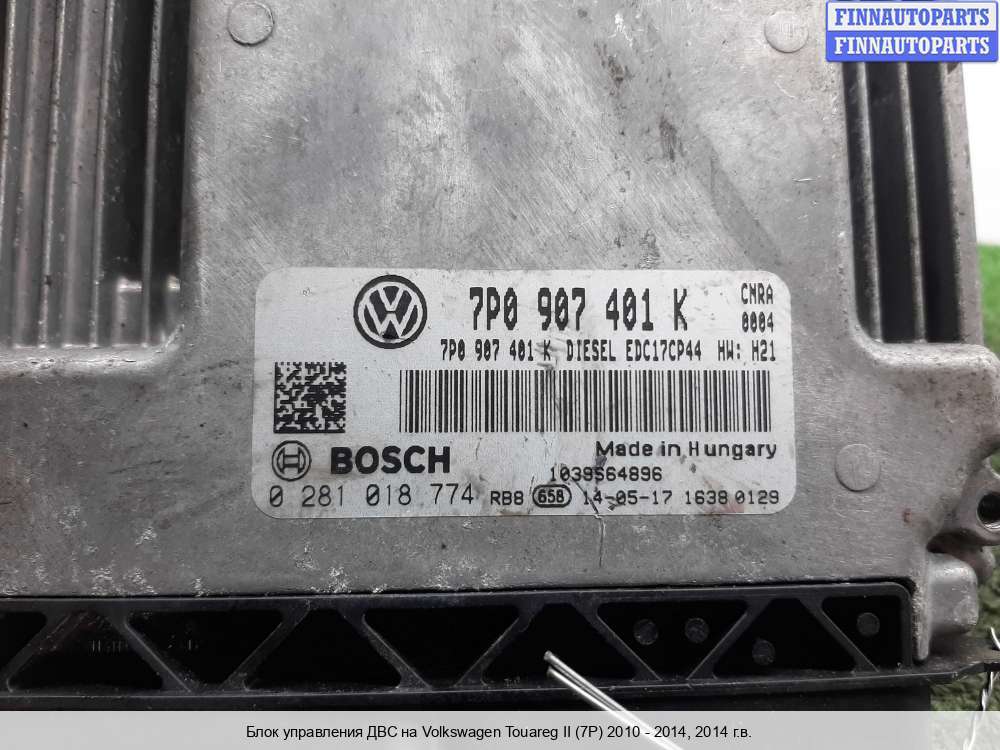 FINNAUTOPARTS
FINNAUTOPARTS
7P0 907 401 K
CNRA
0004
7P0 907 401 K DIESEL EDC17CP44 HW: H21
Made in Hungary
BOSCH
1039S64896
0 281 018 774 RB8 658 14-05-17 1638 0129
Блок управления ДВС на Volkswagen Touareg II (7P) 2010 - 2014, 2014 г.в.